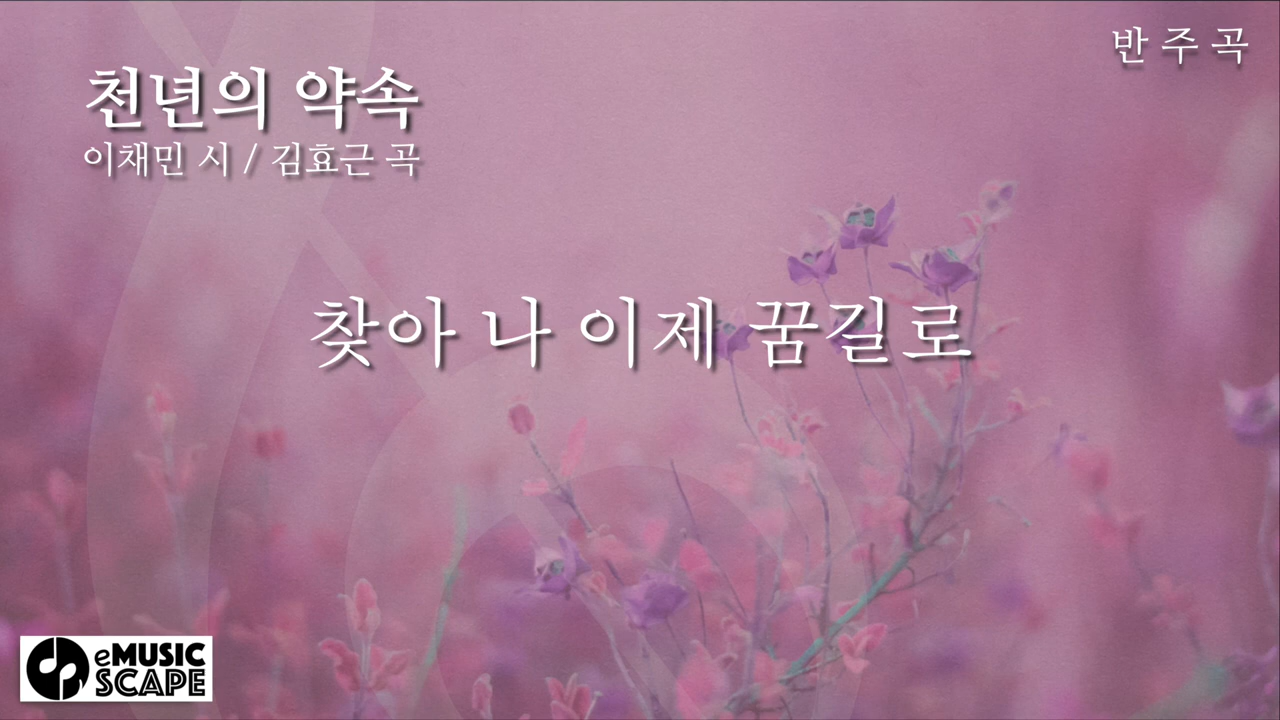 반 주 곡
천년의 약속
이채민 시 / 김효근 곡
찾아 나 이제 꿈길로
eMUSIC
SCAPE